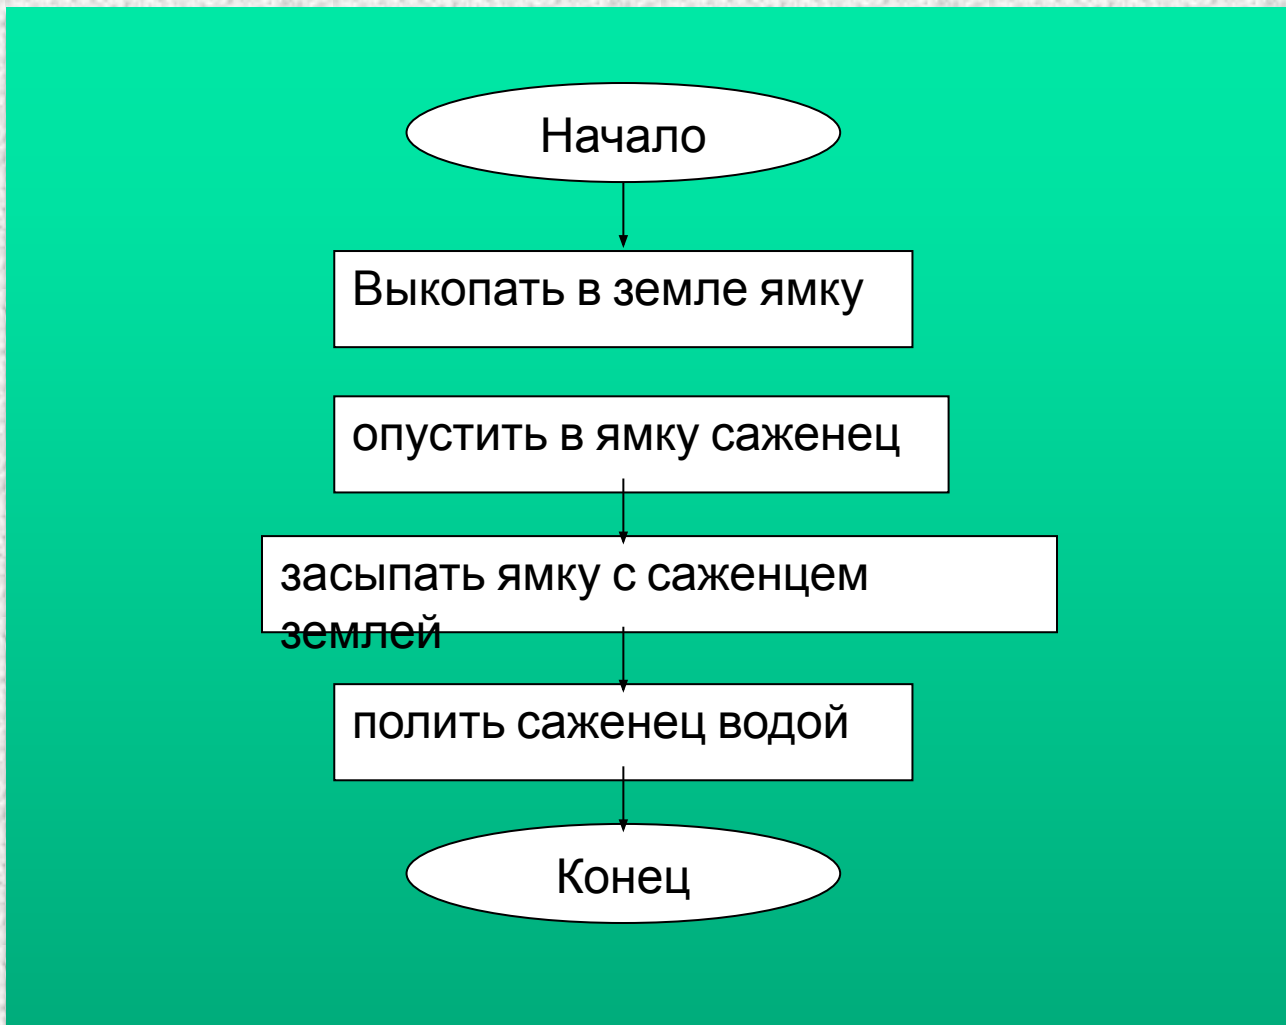 Начало
Выкопать в земле ямку
опустить в ямку саженец
засыпать ямку с саженцем
землей
полить саженец водой
Конец